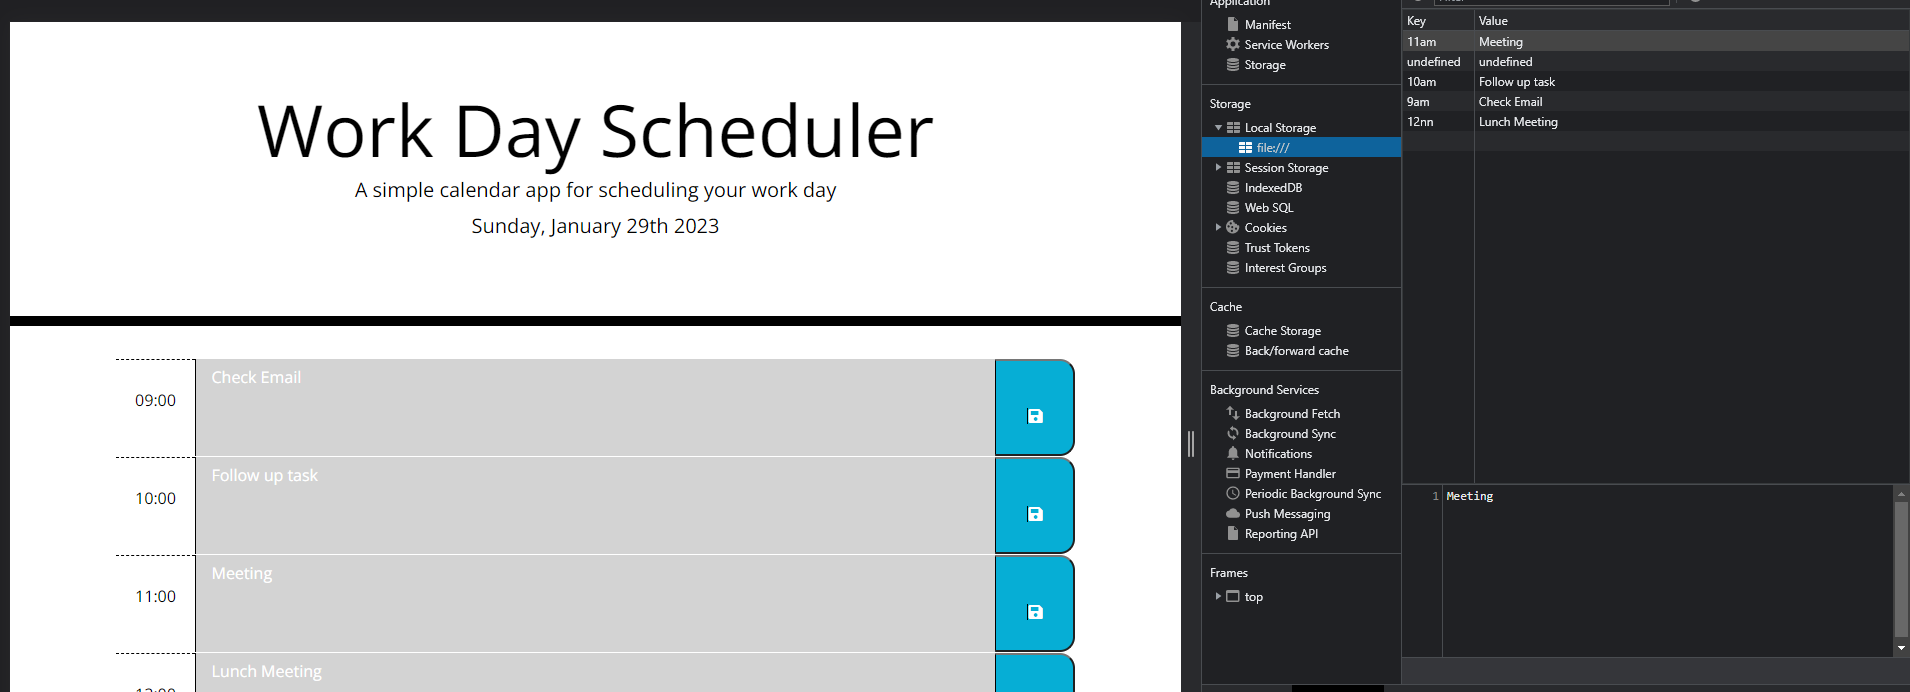 Work Day Scheduler
A simple calendar app for scheduling your work day
Sunday, January 29th 2023
09:00
Check Email
10:00
Follow up task
11:00
Meeting
Lunch Meeting
Application
Manifest
Service Workers
Storage
Storage
Local Storage
file:///
Session Storage
IndexedDB
Web SQL
Cookies
Trust Tokens
Interest Groups
Cache
Cache Storage
Back/forward cache
Background Services
Background Fetch
Background Sync
Notifications
Payment Handler
Periodic Background Sync
Push Messaging
Reporting API
Frames
top
Key Value
11am Meeting
undefined undefined
10am Follow up task
9am Check Email
12nn Lunch Meeting
1 Meeting